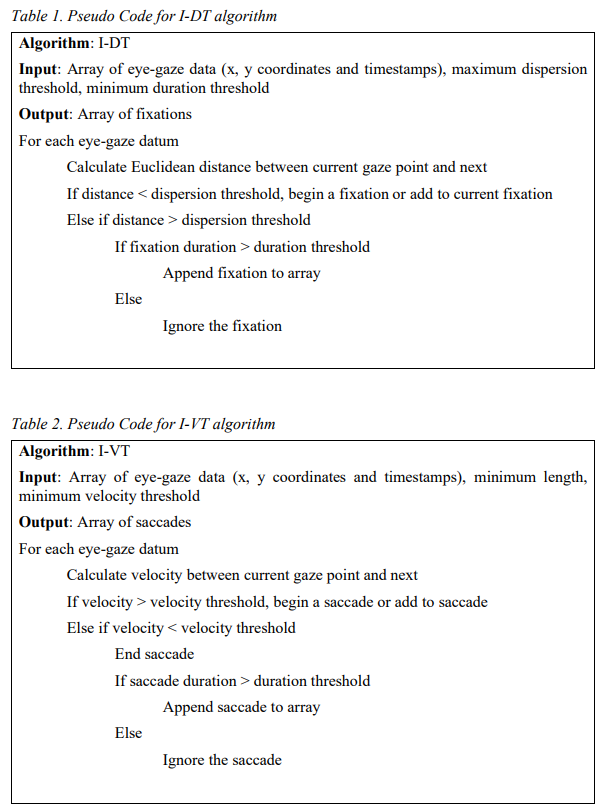 Table 1. Pseudo Code for I-DT algorithm
Algorithm: I-DT
Input: Array of eye-gaze data (x, y coordinates and timestamps), maximum dispersion
threshold, minimum duration threshold
Output: Array of fixations
For each eye-gaze datum
Calculate Euclidean distance between current gaze point and next
If distance < dispersion threshold, begin a fixation or add to current fixation
Else if distance > dispersion threshold
If fixation duration > duration threshold
Append fixation to array
Else
Ignore the fixation
Table 2. Pseudo Code for I-VT algorithm
Algorithm: I-VT
Input: Array of eye-gaze data (x, y coordinates and timestamps), minimum length,
minimum velocity threshold
Output: Array of saccades
For each eye-gaze datum
Calculate velocity between current gaze point and next
If velocity > velocity threshold, begin a saccade or add to saccade
Else if velocity < velocity threshold
End saccade
If saccade duration > duration threshold
Append saccade to array
Else
Ignore the saccade